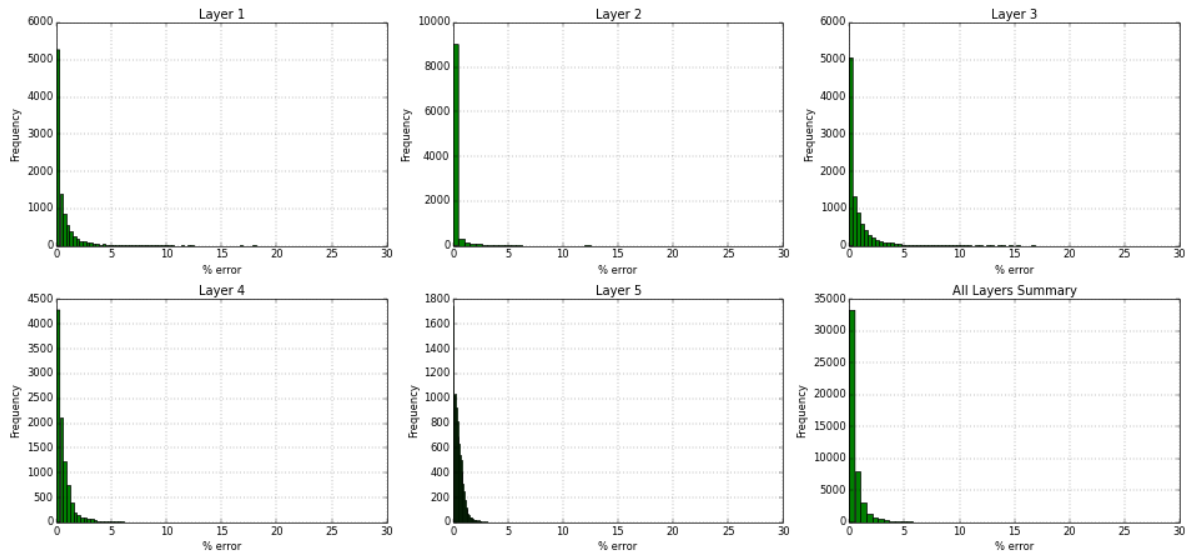 Layer 1
6000
5000
4000
3000
2000
1000
0
Frequency
0 5 10 15 20 25 30
% error
Layer 2
10000
8000
6000
4000
2000
0
Frequency
0 5 10 15 20 25 30
% error
Layer 3
6000
5000
4000
3000
2000
1000
0
Frequency
0 5 10 15 20 25 30
% error
Layer 4
4500
4000
3500
3000
2500
2000
1500
1000
500
0
Frequency
0 5 10 15 20 25 30
% error
Layer 5
1800
1600
1400
1200
1000
800
600
400
200
0
Frequency
0 5 10 15 20 25 30
% error
All Layers Summary
35000
30000
25000
20000
15000
10000
5000
0
Frequency
0 5 10 15 20 25 30
% error